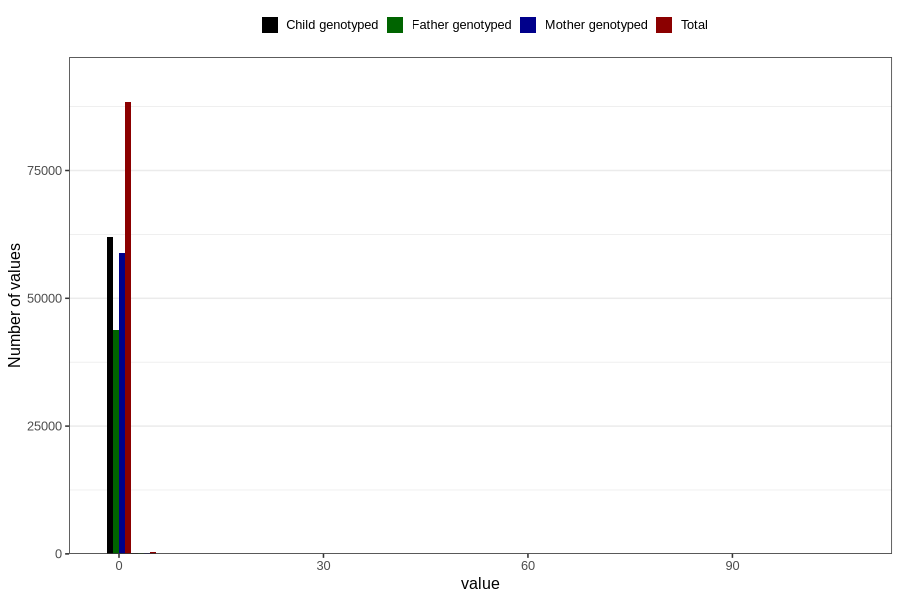 Child genotyped Father genotyped Mother genotyped Total
Number of values
75000
50000
25000
0
0 30 60 90
value